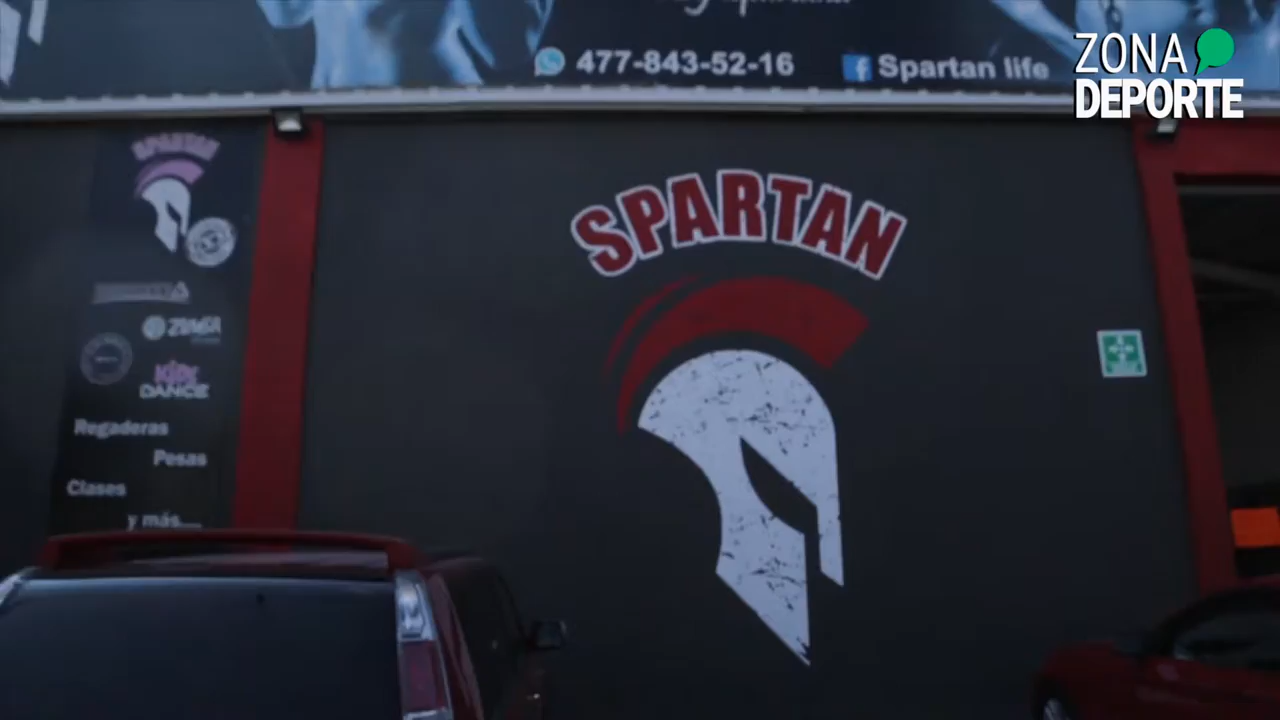 477-843-52-16
Spartan life
ZONA
DEPORTE
SPARTAN
SPARTAN
ZUMBA
KIDS
DANCE
Regaderas
Pesas
Clases
y más....